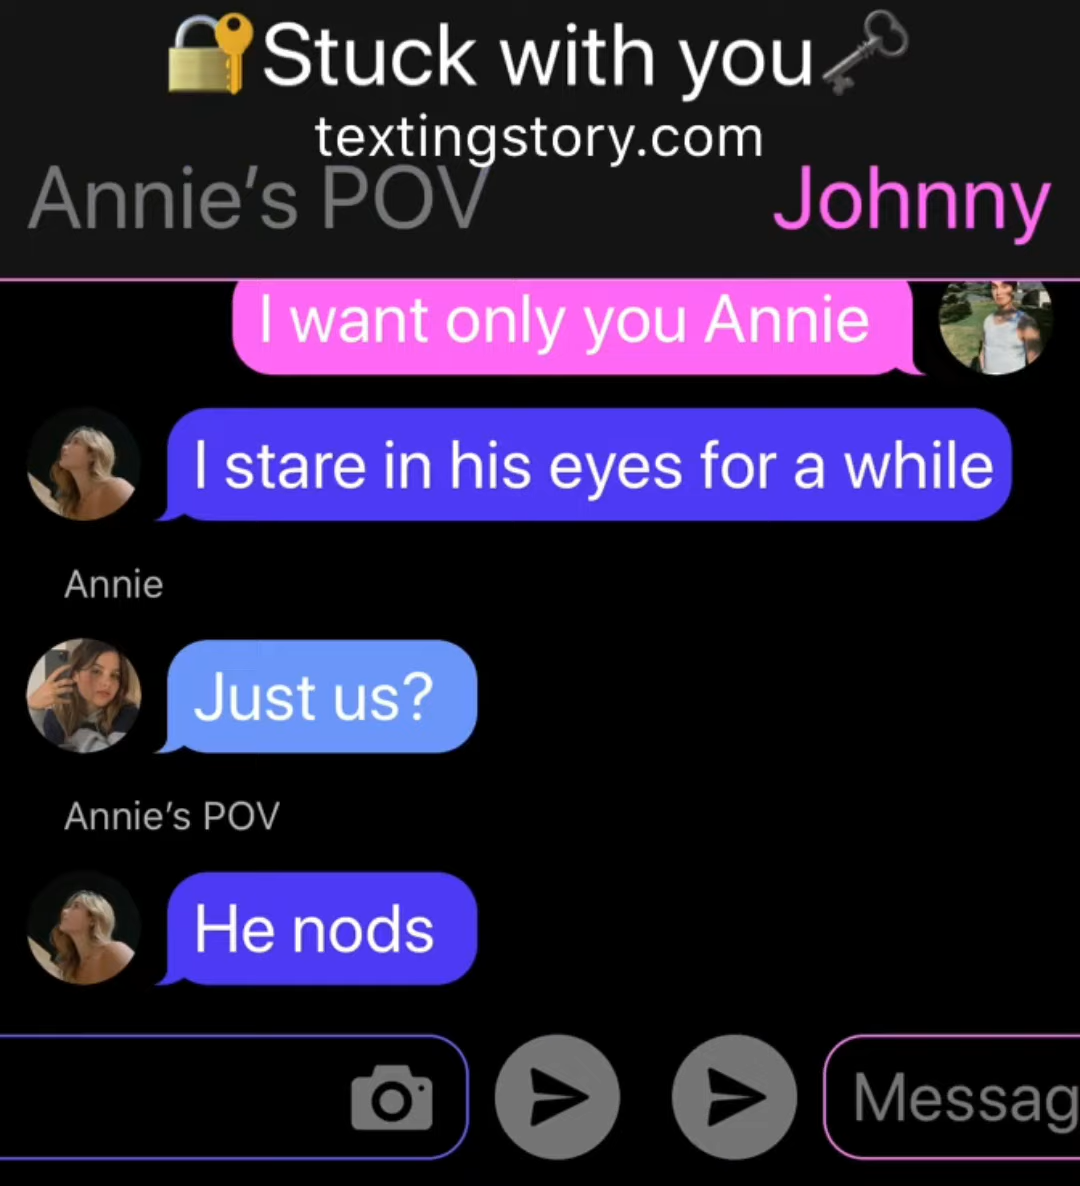 🔐Stuck with you🗝
textingstory.com
Annie’s POV Johnny
I want only you Annie
I stare in his eyes for a while
Annie
Just us?
Annie’s POV
He nods
Messag